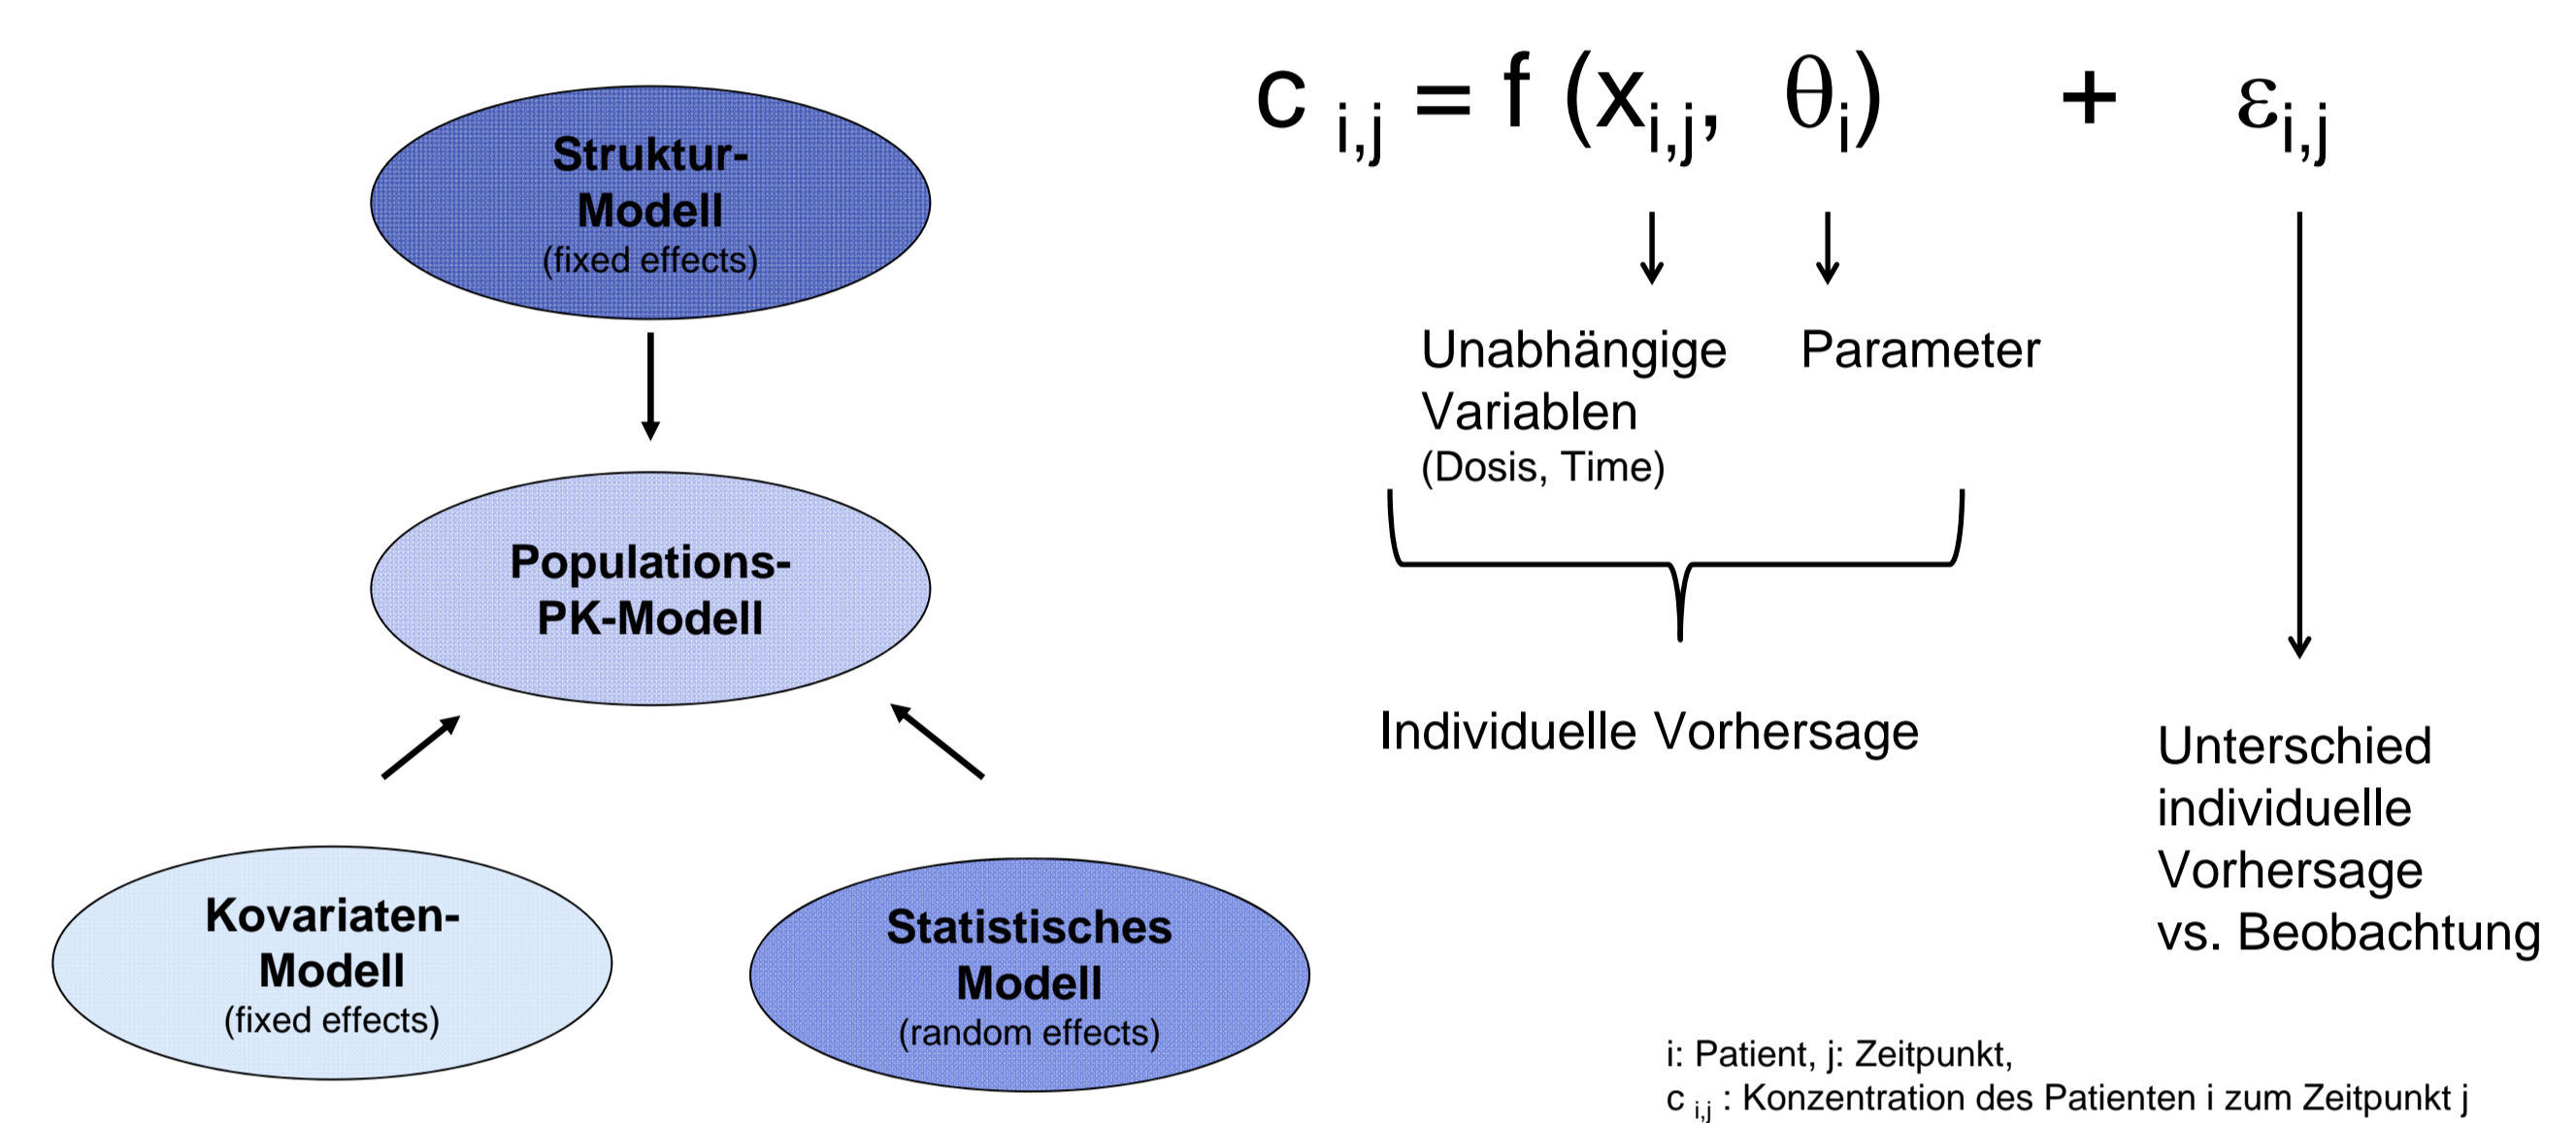 Struktur-
Modell
(fixed effects)
Populations-
PK-Modell
Kovariaten-
Modell
(fixed effects)
Statistisches
Modell
(random effects)
c i,j = f (xi,j, θi) + εi,j
Unabhängige
Variablen
(Dosis, Time)
Parameter
Individuelle Vorhersage
Unterschied
individuelle
Vorhersage
vs. Beobachtung
i: Patient, j: Zeitpunkt,
c i,j : Konzentration des Patienten i zum Zeitpunkt j